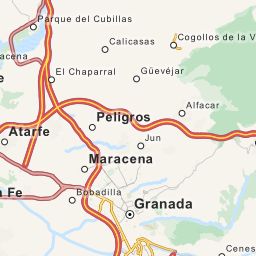 Parque del Cubillas
Calicasas
Cogollos de la V
acena
El Chaparral
Güevéjar
Alfacar
Peligros
Atarfe
Jun
Maracena
Fe
Bobadilla
Granada
Cenes